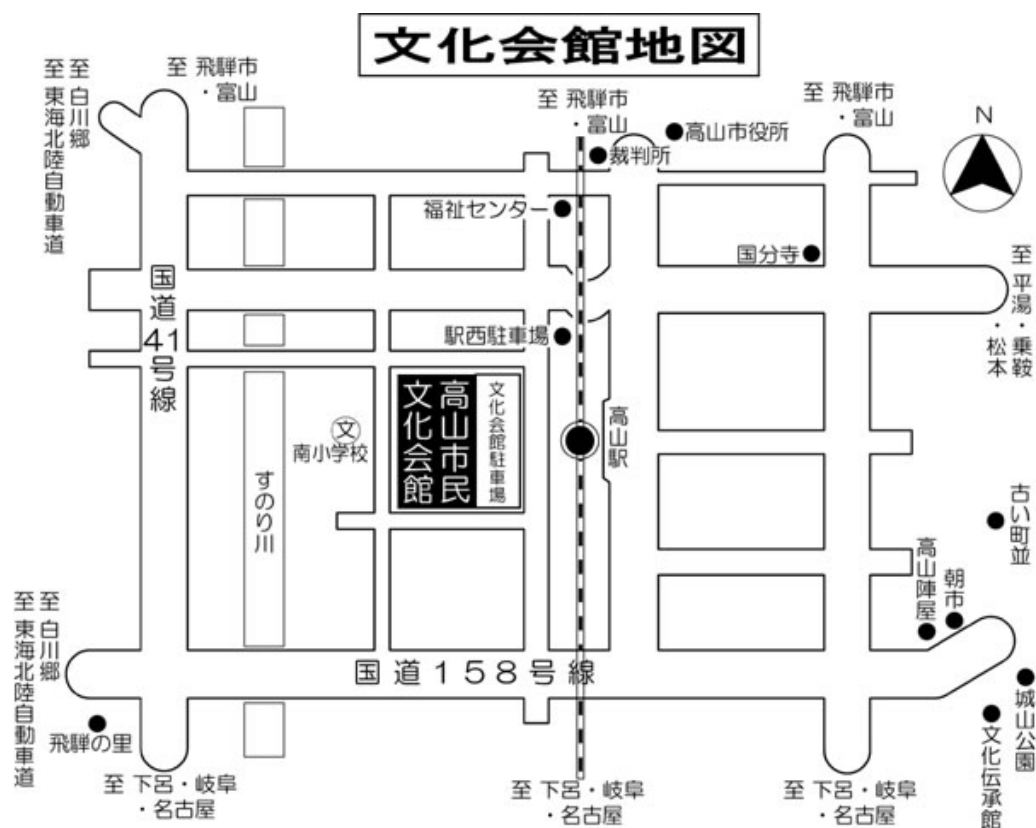 文化会館地図
至 飛騨市
・富山
至 飛騨市
・富山
至 飛騨市
・富山
至 白川郷
至 東海北陸自動車道
高山市役所
裁判所
N
福祉センター
国分寺
至 平湯・乗鞍
・松本
国道41号線
駅西駐車場
高山市民
文化会館
文化会館駐車場
文
南小学校
高山駅
すのり川
古い町並
高山陣屋
朝市
至 白川郷
至 東海北陸自動車道
国道158号線
城山公園
文化伝承館
飛騨の里
至 下呂・岐阜
・名古屋
至 下呂・岐阜
・名古屋
至 下呂・岐阜
・名古屋